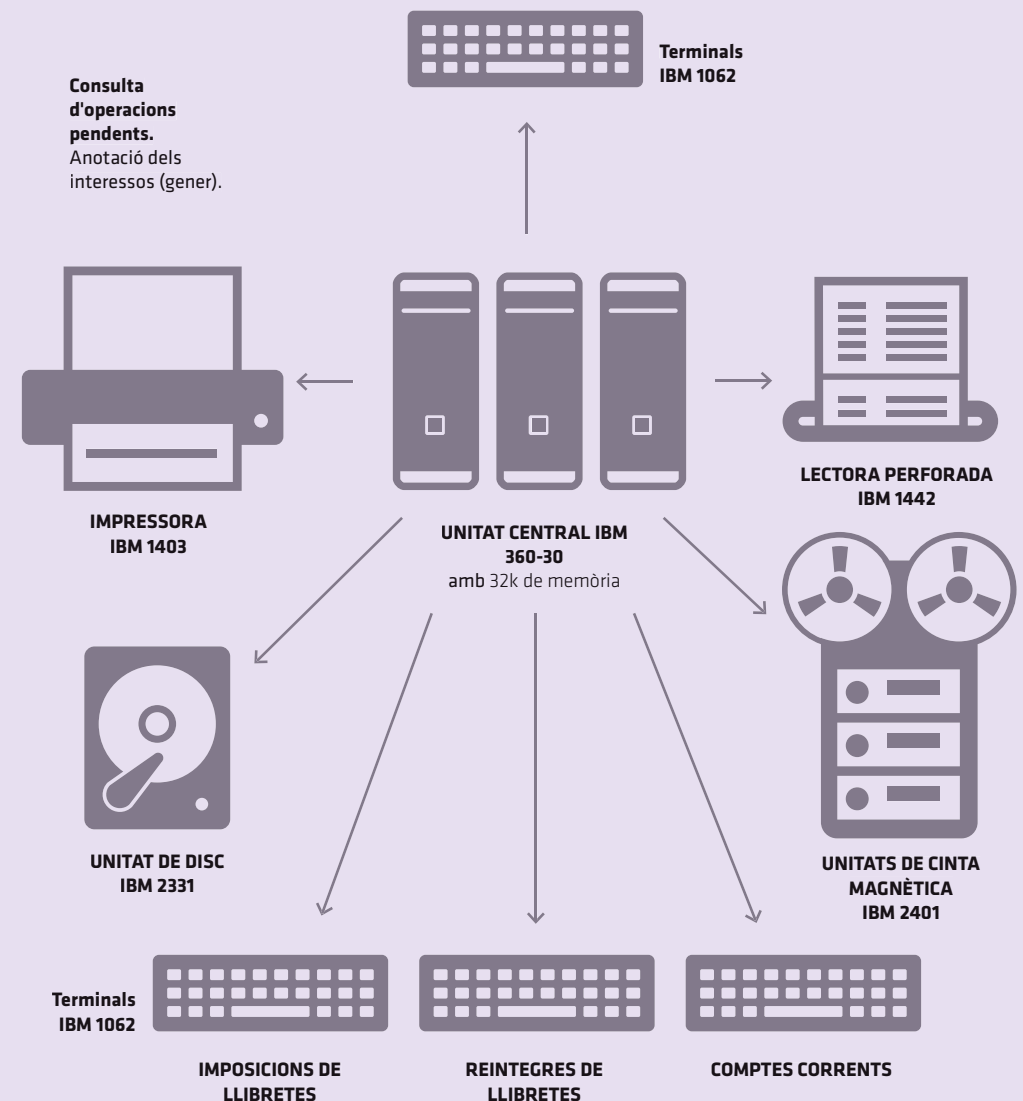 Terminals
IBM 1062
Consulta
d'operacions
pendents.
Anotació dels
interessos (gener).
IMPRESSORA
IBM 1403
UNITAT CENTRAL IBM
360-30
amb 32k de memòria
LECTORA PERFORADA
IBM 1442
UNITAT DE DISC
IBM 2331
UNITATS DE CINTA
MAGNÈTICA
IBM 2401
Terminals
IBM 1062
IMPOSICIONS DE
LLIBRETES
REINTEGRES DE
LLIBRETES
COMPTES CORRENTS